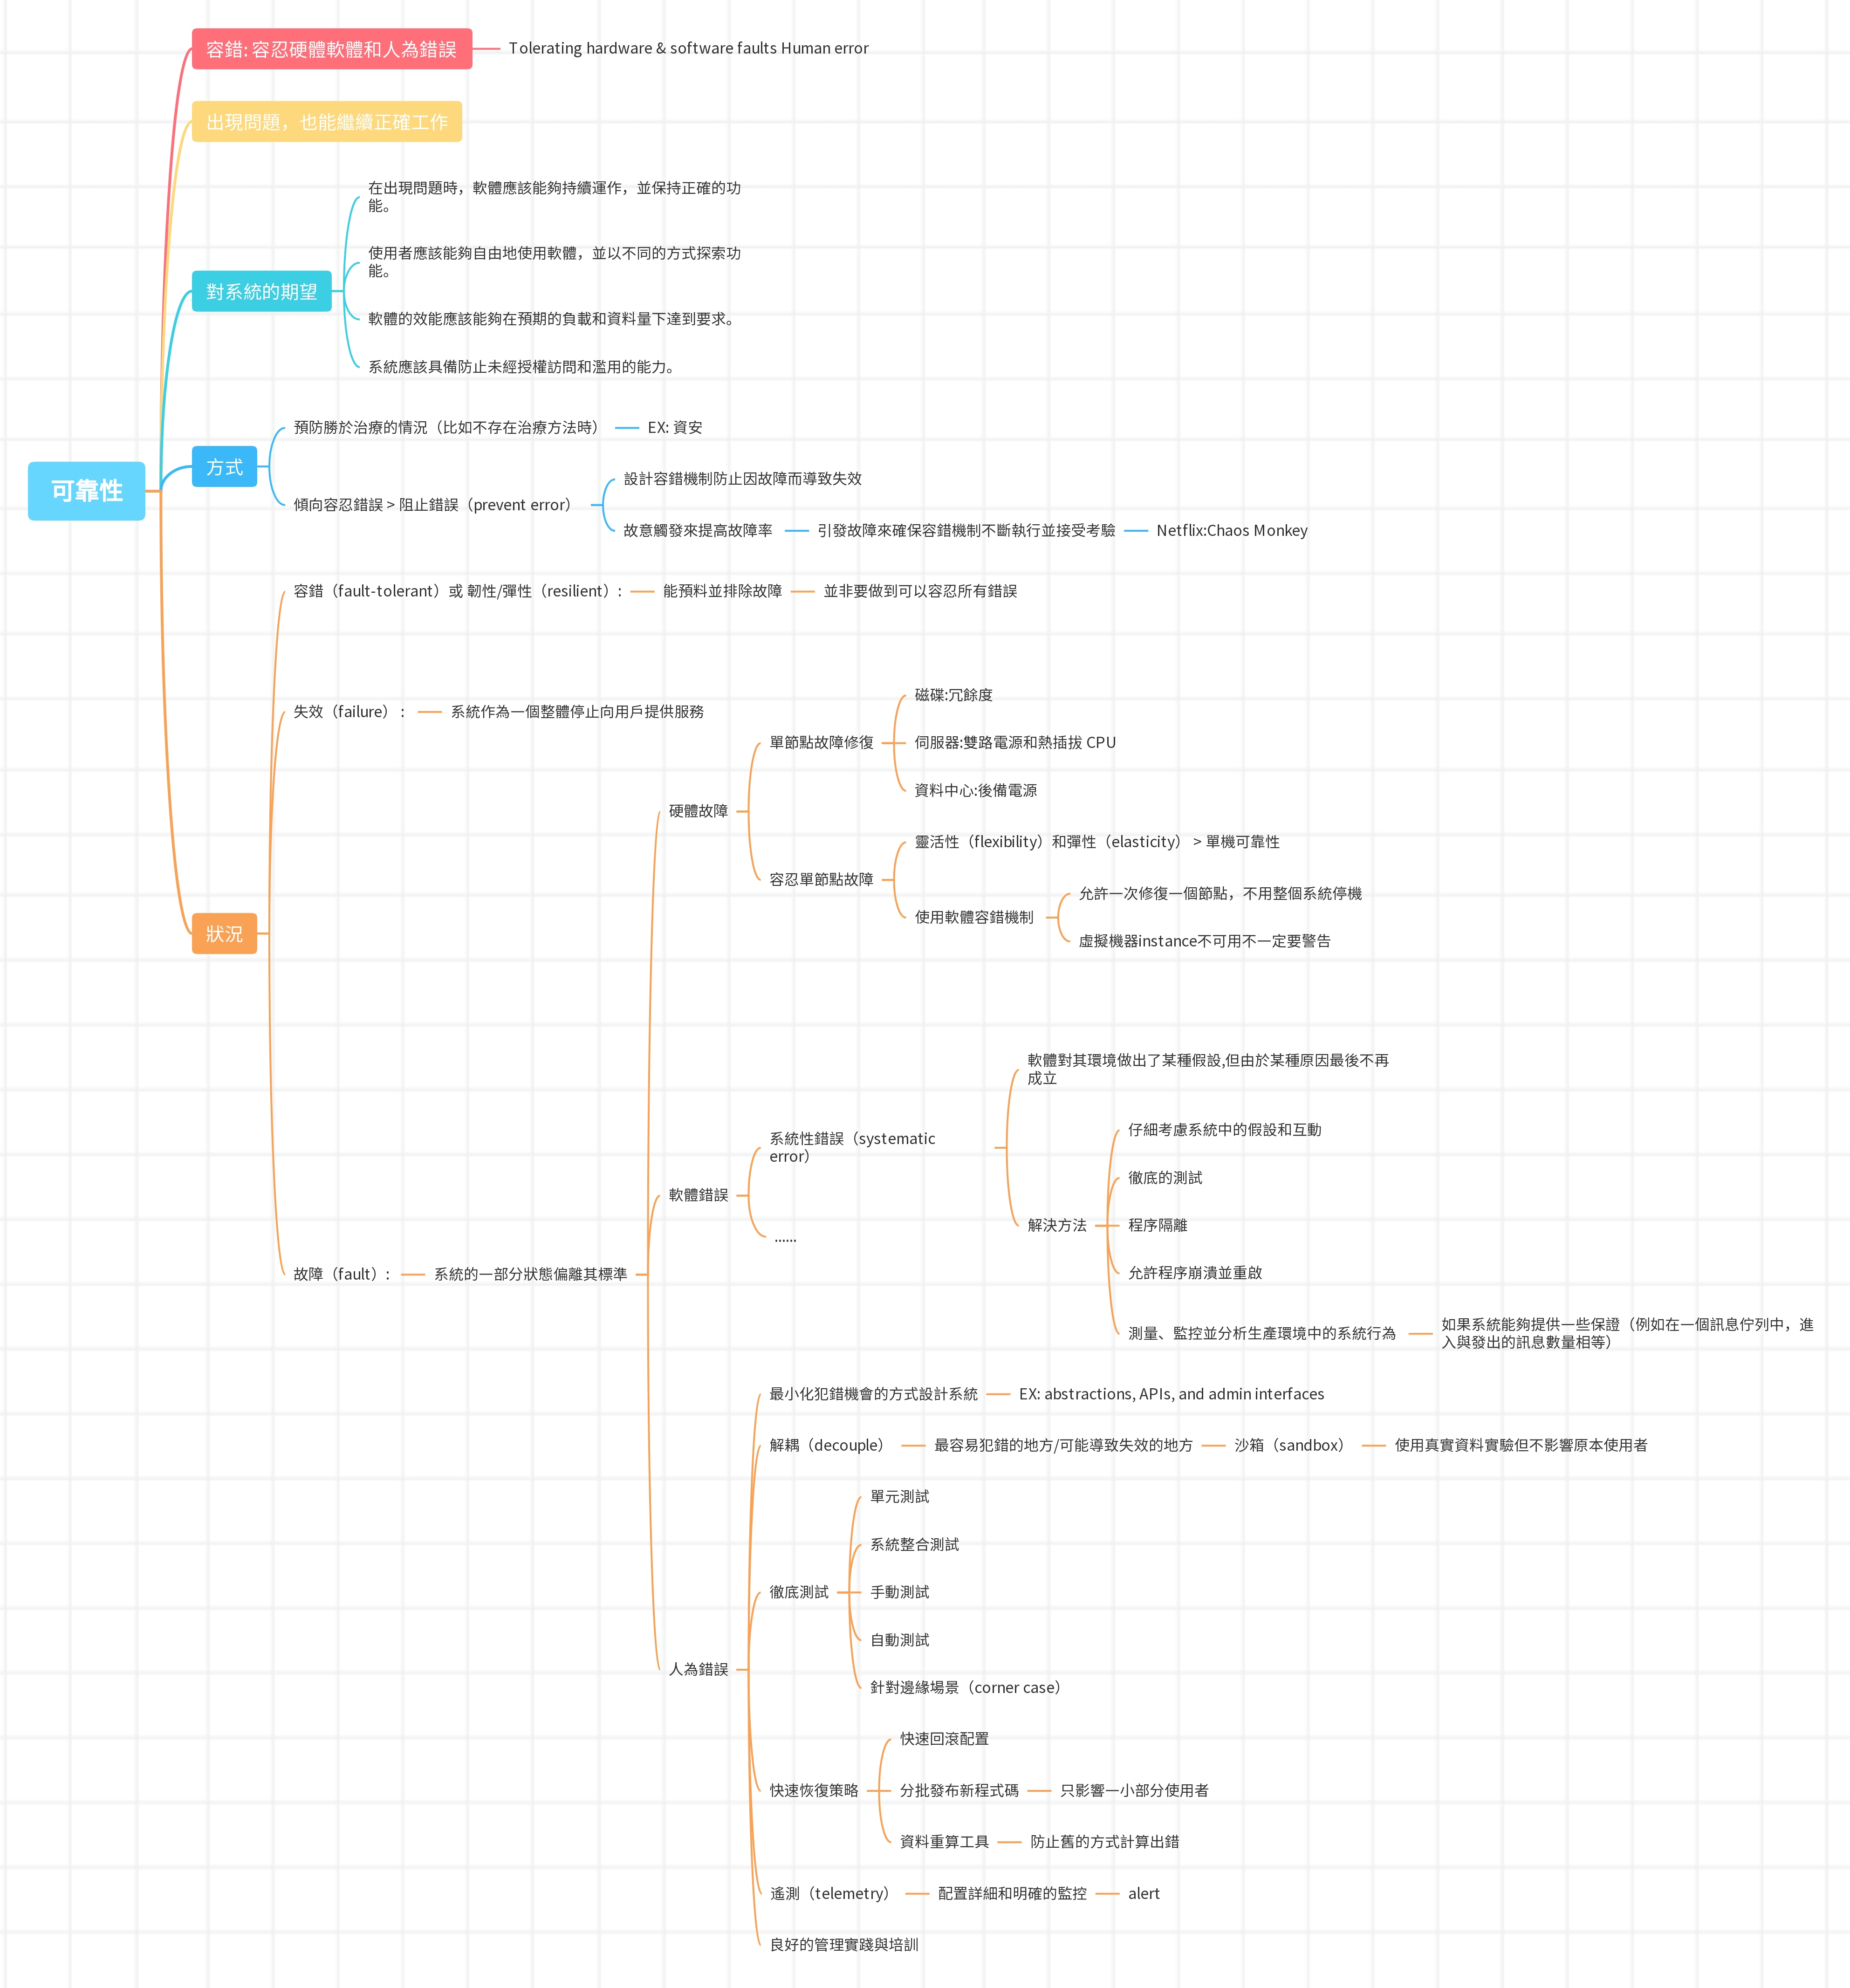 容錯: 容忍硬體軟體和人為錯誤
Tolerating hardware & software faults Human error
出現問題，也能繼續正確工作
在出現問題時，軟體應該能夠持續運作，並保持正確的功
能。
使用者應該能夠自由地使用軟體，並以不同的方式探索功
能。
對系統的期望
軟體的效能應該能夠在預期的負載和資料量下達到要求。
系統應該具備防止未經授權訪問和濫用的能力。
可靠性
方式
預防勝於治療的情況（比如不存在治療方法時）
EX: 資安
傾向容忍錯誤 > 阻止錯誤（prevent error）
設計容錯機制防止因故障而導致失效
故意觸發來提高故障率
引發故障來確保容錯機制不斷執行並接受考驗
Netflix:Chaos Monkey
狀況
容錯（fault-tolerant）或 韌性/彈性（resilient）:
能預料並排除故障
並非要做到可以容忍所有錯誤
失效（failure） :
系統作為一個整體停止向用戶提供服務
故障（fault）:
系統的一部分狀態偏離其標準
硬體故障
單節點故障修復
磁碟:冗餘度
伺服器:雙路電源和熱插拔 CPU
資料中心:後備電源
容忍單節點故障
靈活性（flexibility）和彈性（elasticity） > 單機可靠性
使用軟體容錯機制
允許一次修復一個節點，不用整個系統停機
虛擬機器instance不可用不一定要警告
軟體錯誤
系統性錯誤（systematic
error）
軟體對其環境做出了某種假設,但由於某種原因最後不再
成立
解決方法
仔細考慮系統中的假設和互動
徹底的測試
程序隔離
允許程序崩潰並重啟
測量、監控並分析生產環境中的系統行為
如果系統能夠提供一些保證（例如在一個訊息佇列中，進
入與發出的訊息數量相等）
......
人為錯誤
最小化犯錯機會的方式設計系統
EX: abstractions, APIs, and admin interfaces
解耦（decouple）
最容易犯錯的地方/可能導致失效的地方
沙箱（sandbox）
使用真實資料實驗但不影響原本使用者
徹底測試
單元測試
系統整合測試
手動測試
自動測試
針對邊緣場景（corner case）
快速恢復策略
快速回滾配置
分批發布新程式碼
只影響一小部分使用者
資料重算工具
防止舊的方式計算出錯
遙測（telemetry）
配置詳細和明確的監控
alert
良好的管理實踐與培訓